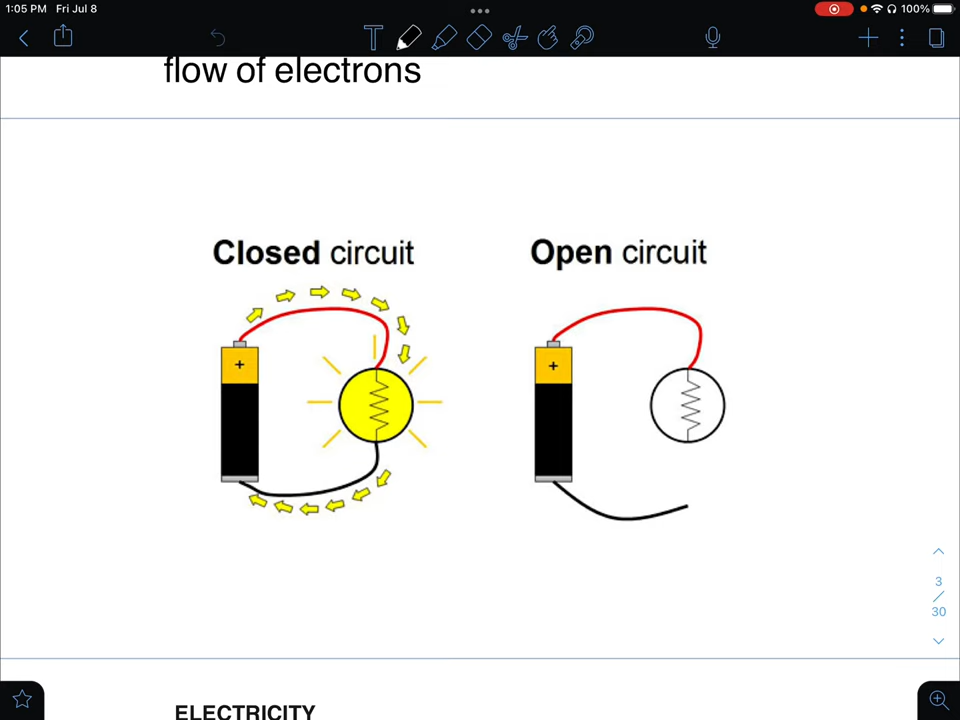 1:05 PM Fri Jul 8
100%
flow of electrons
Closed circuit
Open circuit
+
+
3
/
30
ELECTRICITY